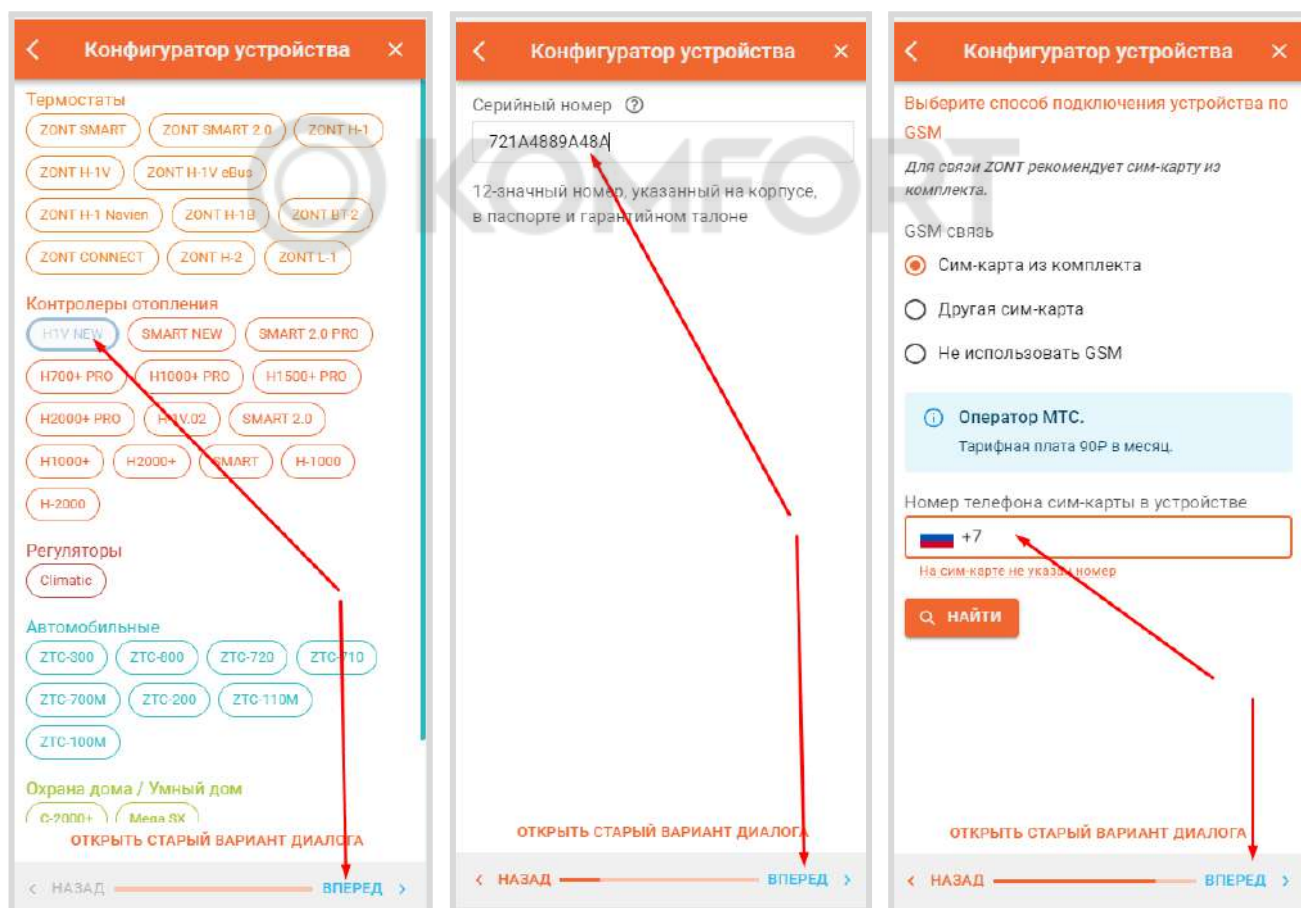 Конфигуратор устройства ×
Термостаты
ZONT SMART ZONT SMART 2.0 ZONT H-1
ZONT H-1V ZONT H-1V eBus
ZONT H-1 Navien ZONT H-1B ZONT BT-2
ZONT CONNECT ZONT H-2 ZONT L-1
Контролеры отопления
H1V NEW SMART NEW SMART 2.0 PRO
H700+ PRO H1000+ PRO H1500+ PRO
H2000+ PRO H-1V.02 SMART 2.0
H1000+ H2000+ SMART H-1000
H-2000
Регуляторы
Climatic
Автомобильные
ZTC-300 ZTC-800 ZTC-720 ZTC-710
ZTC-700M ZTC-200 ZTC-110M
ZTC-100M
Охрана дома / Умный дом
C-2000+ Mega SX
ОТКРЫТЬ СТАРЫЙ ВАРИАНТ ДИАЛОГА
НАЗАД ВПЕРЕД
Конфигуратор устройства ×
Серийный номер ?
721A4889A48A
12-значный номер, указанный на корпусе,
в паспорте и гарантийном талоне
ОТКРЫТЬ СТАРЫЙ ВАРИАНТ ДИАЛОГА
НАЗАД ВПЕРЕД
Конфигуратор устройства ×
Выберите способ подключения устройства по
GSM
Для связи ZONT рекомендует сим-карту из
комплекта.
GSM связь
Сим-карта из комплекта
Другая сим-карта
Не использовать GSM
Оператор МТС.
Тарифная плата 90₽ в месяц.
Номер телефона сим-карты в устройстве
+7
На сим-карте не указан номер
НАЙТИ
ОТКРЫТЬ СТАРЫЙ ВАРИАНТ ДИАЛОГА
НАЗАД ВПЕРЕД
KOMFORT